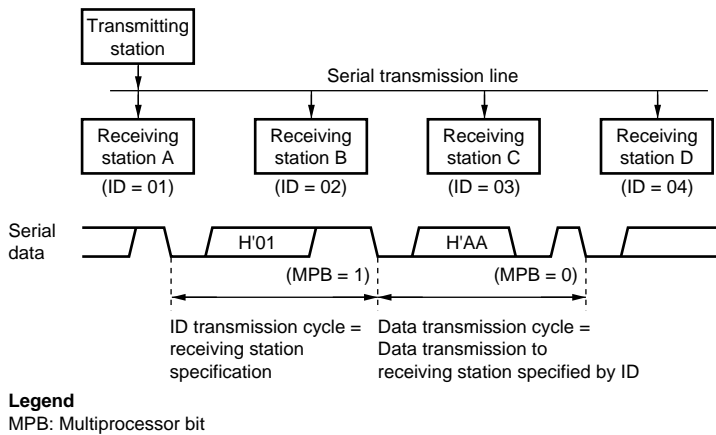 Transmitting
station
Serial transmission line
Receiving
station A
Receiving
station B
Receiving
station C
Receiving
station D
(ID = 01)
(ID = 02)
(ID = 03)
(ID = 04)
Serial
data
H'01
H'AA
(MPB = 1)
(MPB = 0)
ID transmission cycle =
receiving station
specification
Data transmission cycle =
Data transmission to
receiving station specified by ID
Legend
MPB: Multiprocessor bit